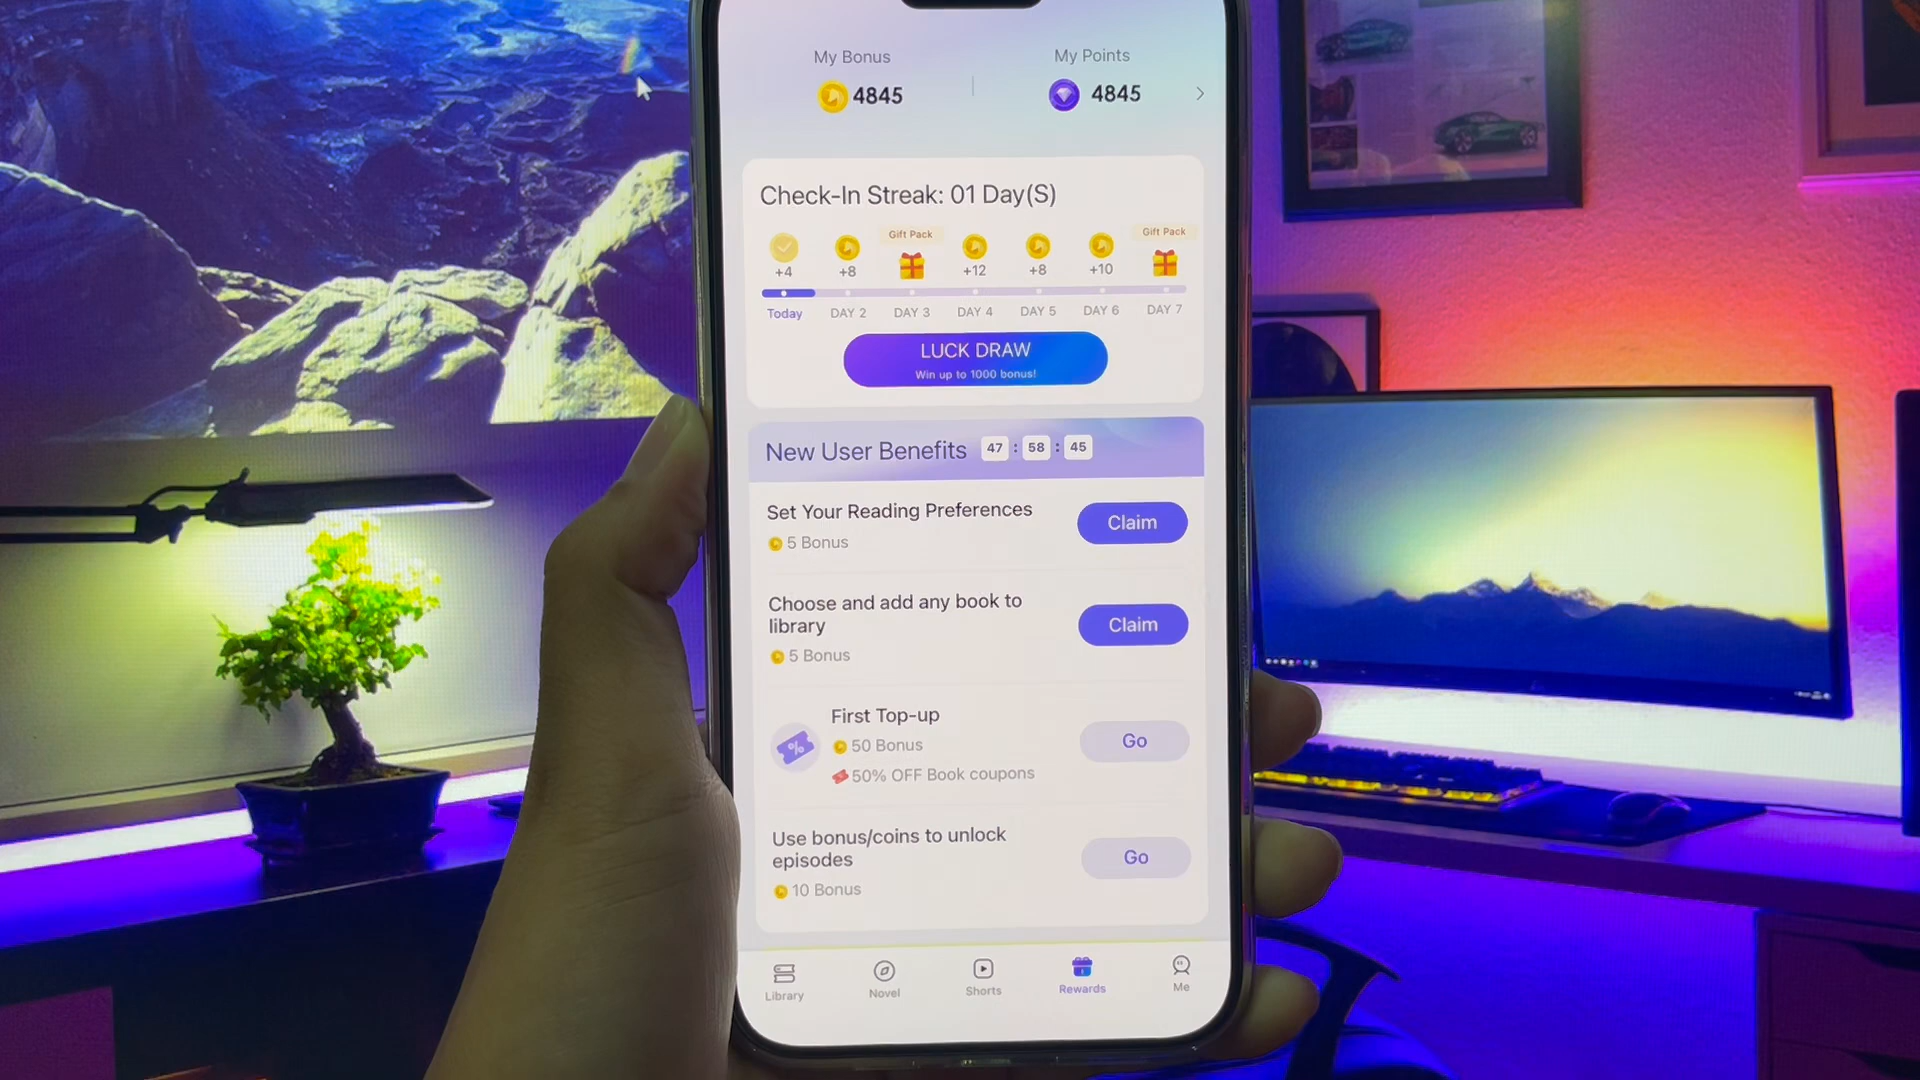 My Bonus
My Points
4845
4845
Check-In Streak: 01 Day(S)
Gift Pack
Gift Pack
+4
+8
+12
+8
+10
Today
DAY 2
DAY 3
DAY 4
DAY 5
DAY 6
DAY 7
LUCK DRAW
Win up to 1000 bonus!
New User Benefits 47 : 58 : 45
Set Your Reading Preferences
5 Bonus
Claim
Choose and add any book to
library
5 Bonus
Claim
First Top-up
50 Bonus
50% OFF Book coupons
Go
Use bonus/coins to unlock
episodes
10 Bonus
Go
Library
Novel
Shorts
Rewards
Me